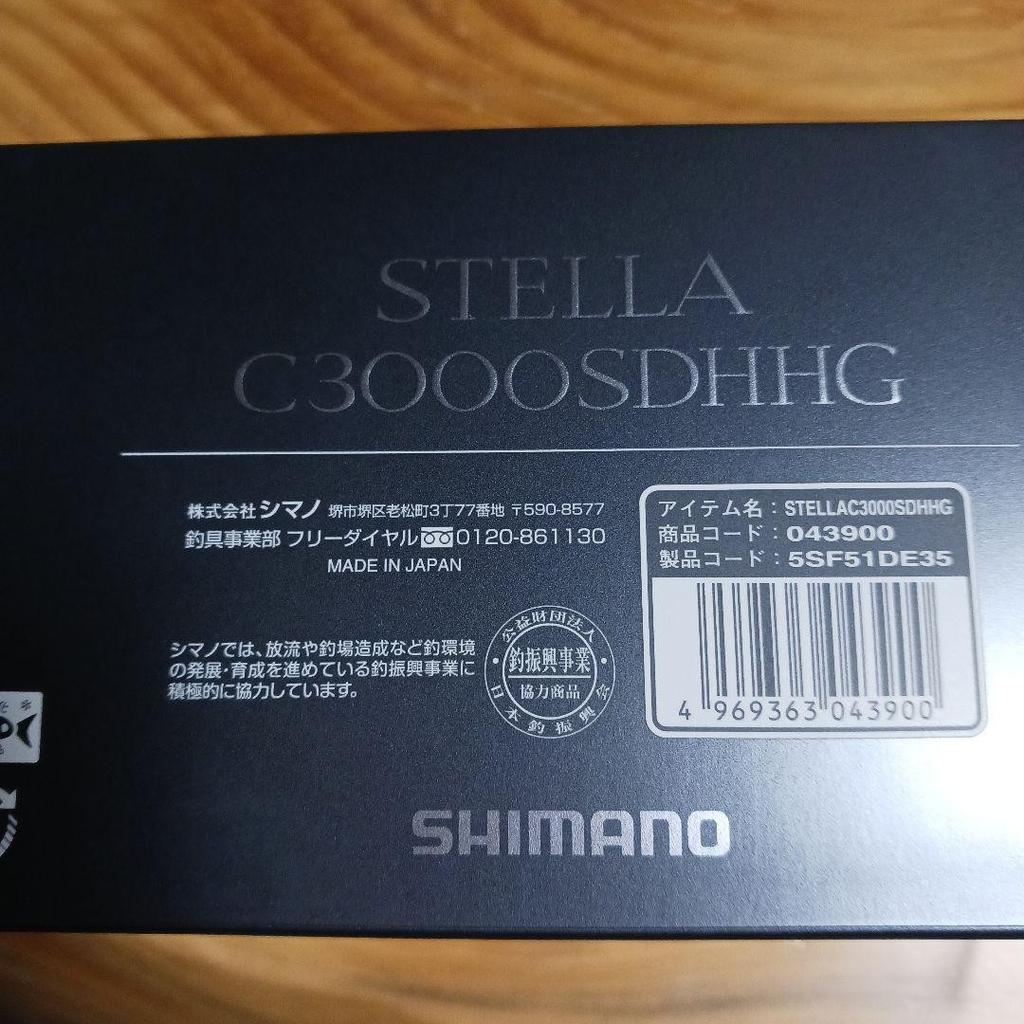 STELLA
C3000SDHHG
株式会社シマノ 堺市堺区老松町3丁77番地 〒590-8577
釣具事業部 フリーダイヤル 0120-861130
MADE IN JAPAN
アイテム名：STELLAC3000SDHHG
商品コード：043900
製品コード：5SF51DE35
4 969363 043900
シマノでは、放流や釣場造成など釣環境
の発展・育成を進めている釣振興事業に
積極的に協力しています。
公益財団法人
釣振興事業
協力商品
日本釣振興会
SHIMANO